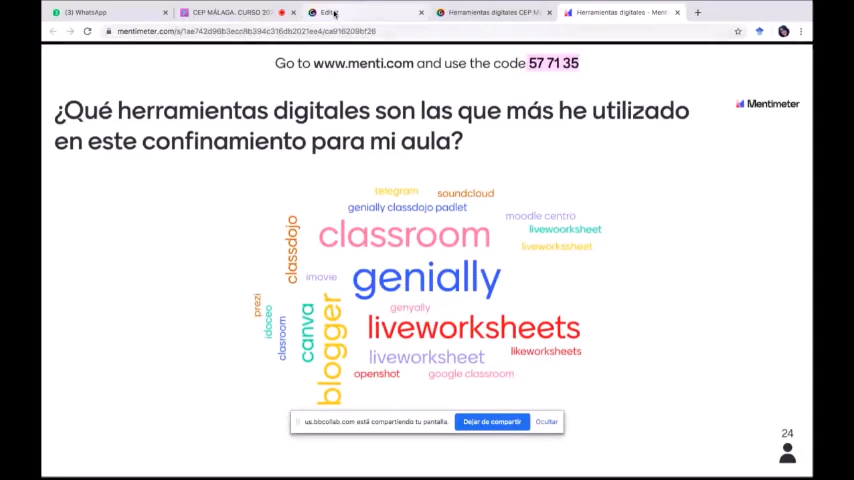 (3) WhatsApp
CEP MÁLAGA. CURSO 202
Herramientas digitales CEP M
Herramientas digitales - Menti
mentimeter.com/s/1ae742d96b3ecc8b394c316db2021ee4/ca916209bf26
Go to www.menti.com and use the code 57 71 35
¿Qué herramientas digitales son las que más he utilizado
en este confinamiento para mi aula?
Mentimeter
telegram
soundcloud
genially classdojo padlet
moodle centro
classroom
livewoorksheet
liveworkssheet
classdojo
imovie
genially
prezi
idoceo
clasroom
canva
blogger
genyally
liveworksheets
liveworksheet
likeworksheets
openshot
google classroom
us.bbcollab.com está compartiendo tu pantalla.
Dejar de compartir
Ocultar
24